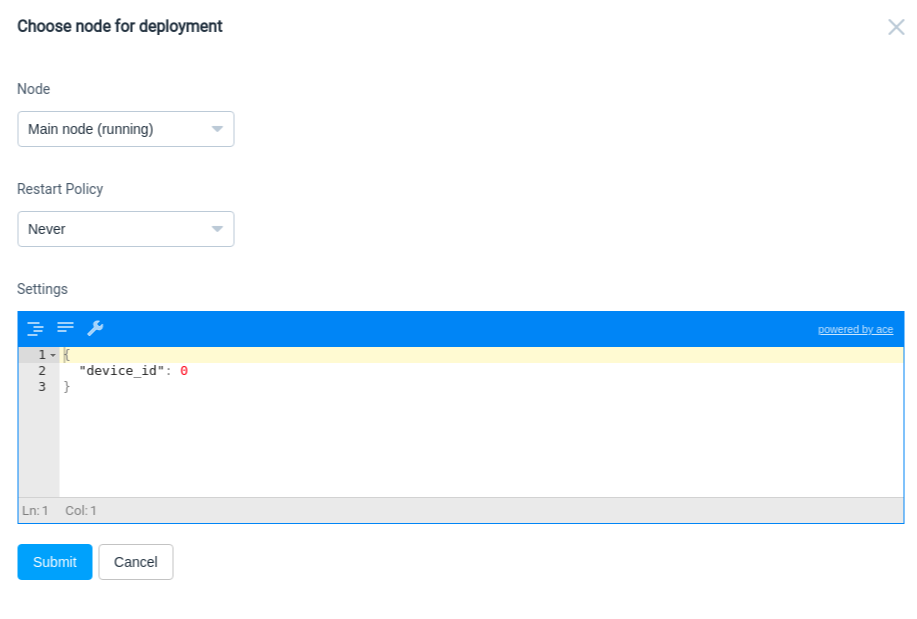 Choose node for deployment
Node
Main node (running)
Restart Policy
Never
Settings
powered by ace
1 {
2 "device_id": 0
3 }
Ln: 1 Col: 1
Submit Cancel